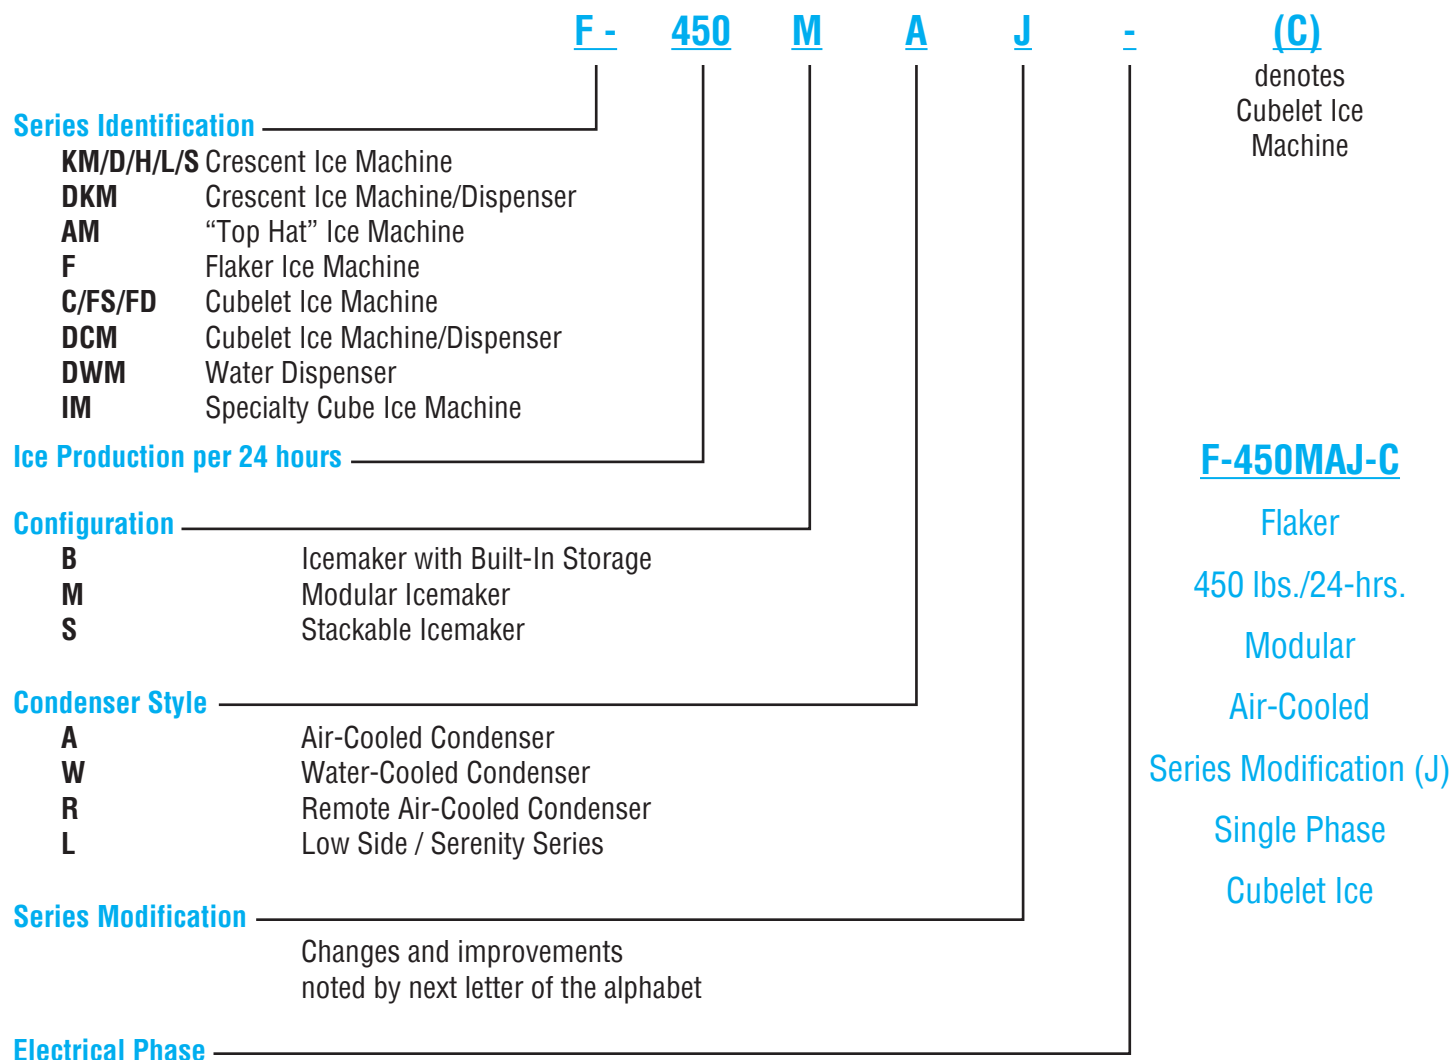 F - 450 M A J - (C)
denotes
Cubelet Ice
Machine
Series Identification
KM/D/H/L/S Crescent Ice Machine
DKM Crescent Ice Machine/Dispenser
AM “Top Hat” Ice Machine
F Flaker Ice Machine
C/FS/FD Cubelet Ice Machine
DCM Cubelet Ice Machine/Dispenser
DWM Water Dispenser
IM Specialty Cube Ice Machine
Ice Production per 24 hours
Configuration
B Icemaker with Built-In Storage
M Modular Icemaker
S Stackable Icemaker
Condenser Style
A Air-Cooled Condenser
W Water-Cooled Condenser
R Remote Air-Cooled Condenser
L Low Side / Serenity Series
Series Modification
Changes and improvements
noted by next letter of the alphabet
Electrical Phase
F-450MAJ-C
Flaker
450 lbs./24-hrs.
Modular
Air-Cooled
Series Modification (J)
Single Phase
Cubelet Ice